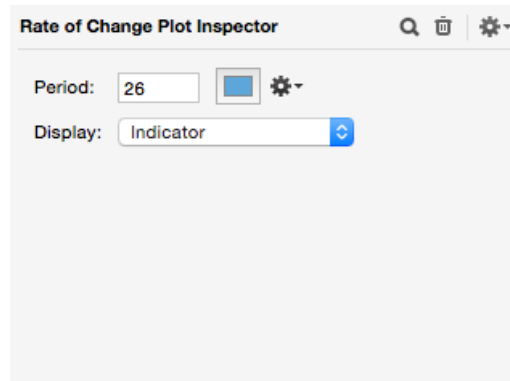 Rate of Change Plot Inspector
Period: 26
Display: Indicator